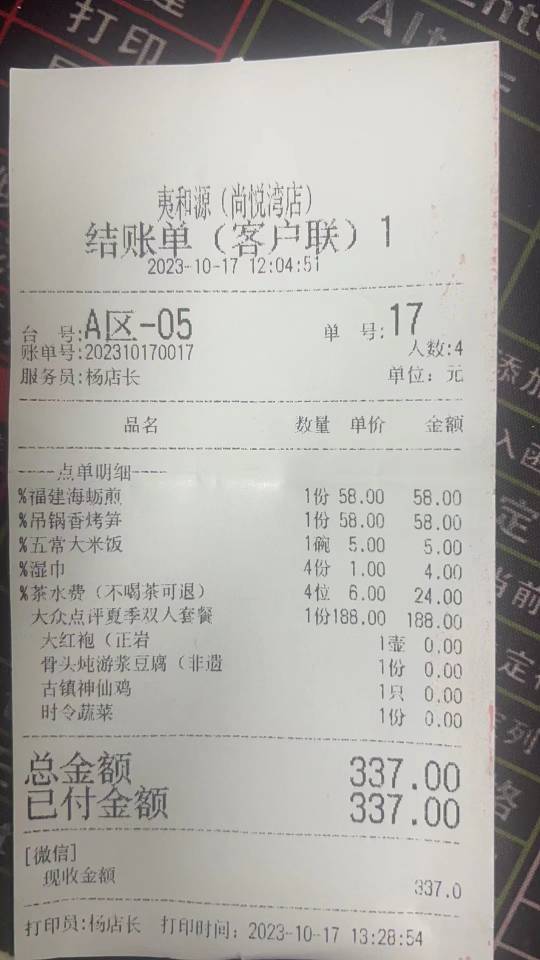 打印
Alt
夷和源（尚悦湾店）
结账单（客户联）1
2023-10-17 12:04:51
台 号:A区-05 单 号:17
账单号:202310170017 人数:4
服务员:杨店长 单位：元
品名 数量 单价 金额
----点单明细----
%福建海蛎煎 1份 58.00 58.00
%吊锅香烤笋 1份 58.00 58.00
%五常大米饭 1碗 5.00 5.00
%湿巾 4份 1.00 4.00
%茶水费（不喝茶可退） 4位 6.00 24.00
大众点评夏季双人套餐 1份188.00 188.00
大红袍（正岩 1壶 0.00
骨头炖游浆豆腐（非遗 1份 0.00
古镇神仙鸡 1只 0.00
时令蔬菜 1份 0.00
总金额 337.00
已付金额 337.00
[微信]
现收金额 337.0
打印员:杨店长 打印时间：2023-10-17 13:28:54